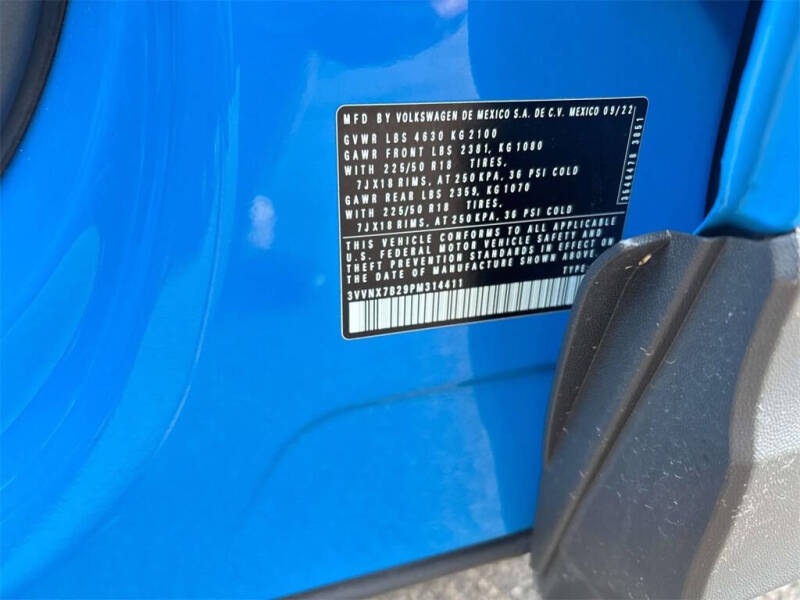 MFD BY VOLKSWAGEN DE MEXICO S.A. DE C.V. MEXICO 09/22
GVWR LBS 4630 KG 2100
GAWR FRONT LBS 2381, KG 1080
WITH 225/50 R18 TIRES,
7JX18 RIMS, AT 250 KPA, 36 PSI COLD
GAWR REAR LBS 2359, KG 1070
WITH 225/50 R18 TIRES,
7JX18 RIMS, AT 250 KPA, 36 PSI COLD
THIS VEHICLE CONFORMS TO ALL APPLICABLE
U.S. FEDERAL MOTOR VEHICLE SAFETY AND
THEFT PREVENTION STANDARDS IN EFFECT ON
THE DATE OF MANUFACTURE SHOWN ABOVE.
3VVNX7B29PM314411 TYPE